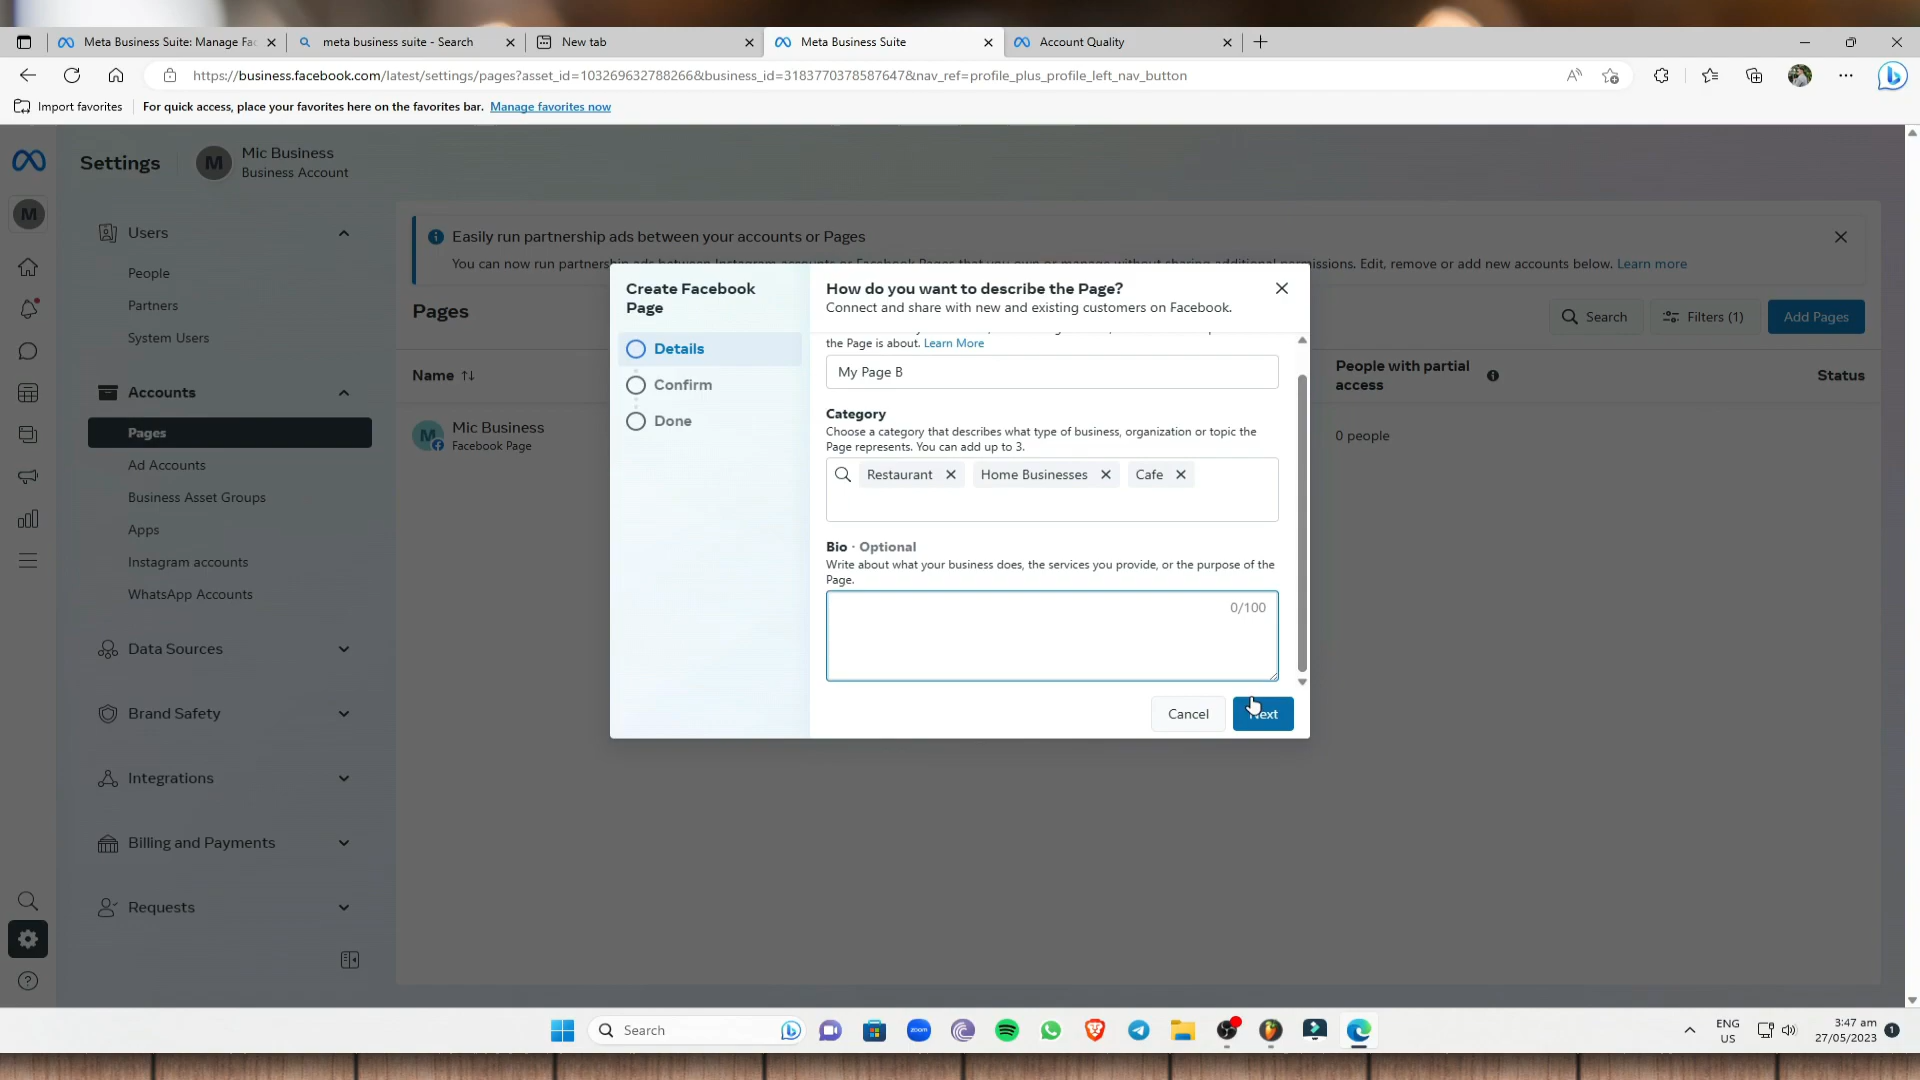 Meta Business Suite: Manage Fac
meta business suite - Search
New tab
Meta Business Suite
Account Quality
https://business.facebook.com/latest/settings/pages?asset_id=103269632788266&business_id=3183770378587647&nav_ref=profile_plus_profile_left_nav_button
Import favorites
For quick access, place your favorites here on the favorites bar. Manage favorites now
Settings
M
Mic Business
Business Account
M
Users
People
Partners
System Users
Accounts
Pages
Ad Accounts
Business Asset Groups
Apps
Instagram accounts
WhatsApp Accounts
Data Sources
Brand Safety
Integrations
Billing and Payments
Requests
Easily run partnership ads between your accounts or Pages
You can now run partnership ads between Instagram accounts or Facebook Pages that you own or manage without sharing additional permissions. Edit, remove or add new accounts below. Learn more
Pages
Search
Filters (1)
Add Pages
Name
People with partial
access
Status
M
Mic Business
Facebook Page
0 people
Create Facebook
Page
Details
Confirm
Done
How do you want to describe the Page?
Connect and share with new and existing customers on Facebook.
the Page is about. Learn More
My Page B
Category
Choose a category that describes what type of business, organization or topic the
Page represents. You can add up to 3.
Restaurant
Home Businesses
Cafe
Bio · Optional
Write about what your business does, the services you provide, or the purpose of the
Page.
0/100
Cancel
Next
Search
zoom
ENG
US
3:47 am
27/05/2023
1